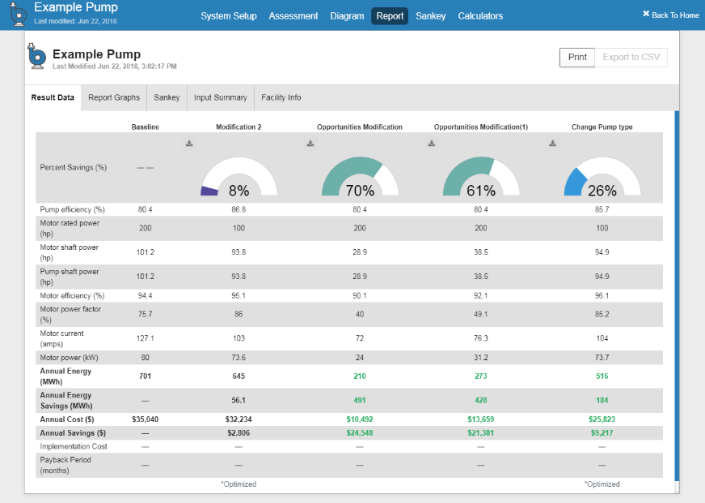 Example Pump
Last modified: Jun 22, 2018
System Setup Assessment Diagram Report Sankey Calculators
Back To Home
Example Pump
Last Modified Jun 22, 2018, 3:02:17 PM
Print Export to CSV
Result Data Report Graphs Sankey Input Summary Facility Info
Baseline Modification 2 Opportunities Modification Opportunities Modification(1) Change Pump type
Percent Savings (%) — — 8% 70% 61% 26%
Pump efficiency (%) 80.4 86.8 80.4 80.4 85.7
Motor rated power
(hp) 200 100 200 200 100
Motor shaft power
(hp) 101.2 93.8 28.9 38.5 94.9
Pump shaft power
(hp) 101.2 93.8 28.9 38.5 94.9
Motor efficiency (%) 94.4 95.1 90.1 92.1 96.1
Motor power factor
(%) 75.7 86 40 49.1 85.2
Motor current
(amps) 127.1 103 72 76.3 104
Motor power (kW) 80 73.6 24 31.2 73.7
Annual Energy
(MWh) 701 645 210 273 516
Annual Energy
Savings (MWh) — 56.1 491 428 184
Annual Cost ($) $35,040 $32,234 $10,492 $13,659 $25,823
Annual Savings ($) — $2,806 $24,548 $21,381 $9,217
Implementation Cost — — — — —
Payback Period
(months) — — — — —
*Optimized *Optimized